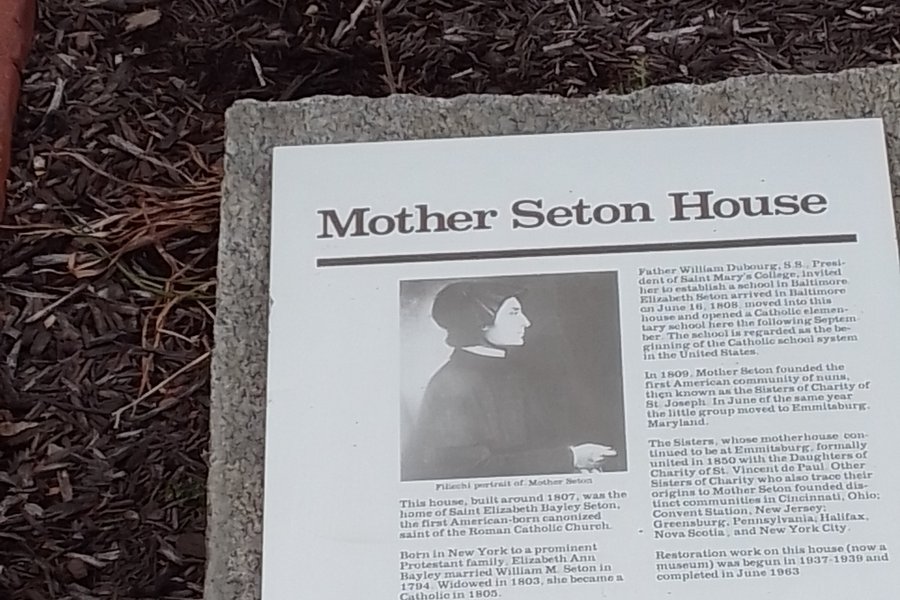 Mother Seton House
Filicchi portrait of Mother Seton
This house, built around 1807, was the
home of Saint Elizabeth Bayley Seton,
the first American-born canonized
saint of the Roman Catholic Church.
Born in New York to a prominent
Protestant family, Elizabeth Ann
Bayley married William M. Seton in
1794. Widowed in 1803, she became a
Catholic in 1805.
Father William Dubourg, S.S., Presi-
dent of Saint Mary's College, invited
her to establish a school in Baltimore.
Elizabeth Seton arrived in Baltimore
on June 16, 1808, moved into this
house and opened a Catholic elemen-
tary school here the following Septem-
ber. The school is regarded as the be-
ginning of the Catholic school system
in the United States.
In 1809, Mother Seton founded the
first American community of nuns,
then known as the Sisters of Charity of
St. Joseph. In June of the same year
the little group moved to Emmitsburg,
Maryland.
The Sisters, whose motherhouse con-
tinued to be at Emmitsburg, formally
united in 1850 with the Daughters of
Charity of St. Vincent de Paul. Other
Sisters of Charity who also trace their
origins to Mother Seton founded dis-
tinct communities in Cincinnati, Ohio;
Convent Station, New Jersey;
Greensburg, Pennsylvania; Halifax,
Nova Scotia, and New York City.
Restoration work on this house (now a
museum) was begun in 1937-1939 and
completed in June 1963